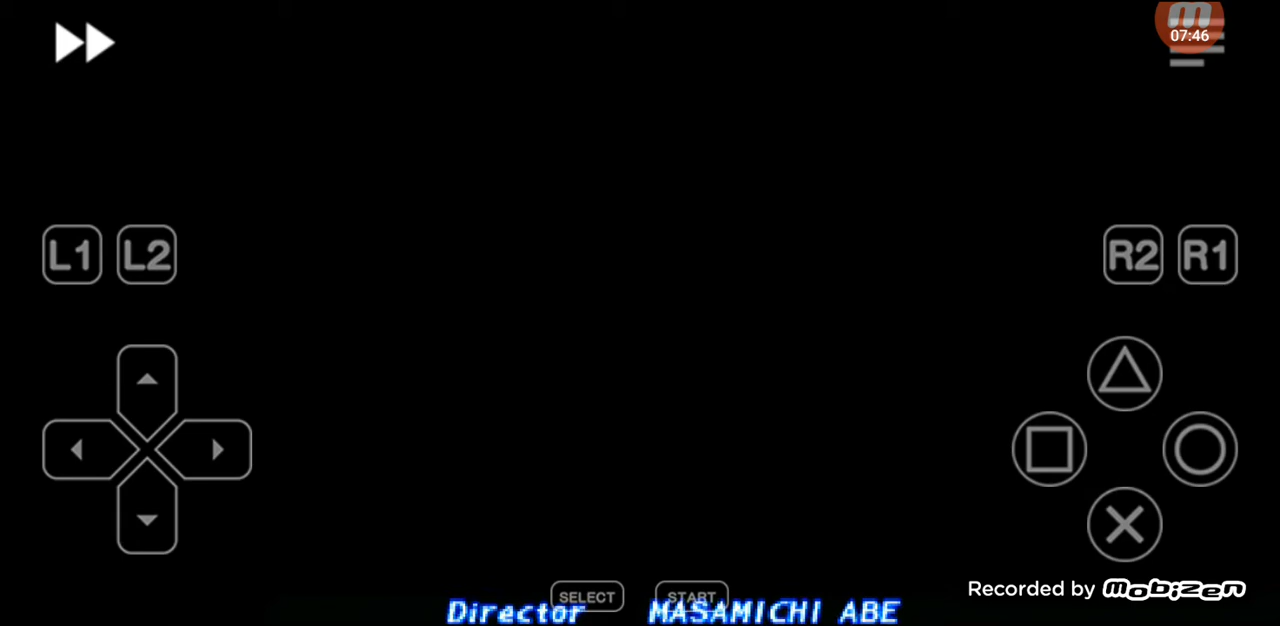 07:46
L1 L2 R2 R1
Recorded by mobizen
SELECT START
Director MASAMICHI ABE